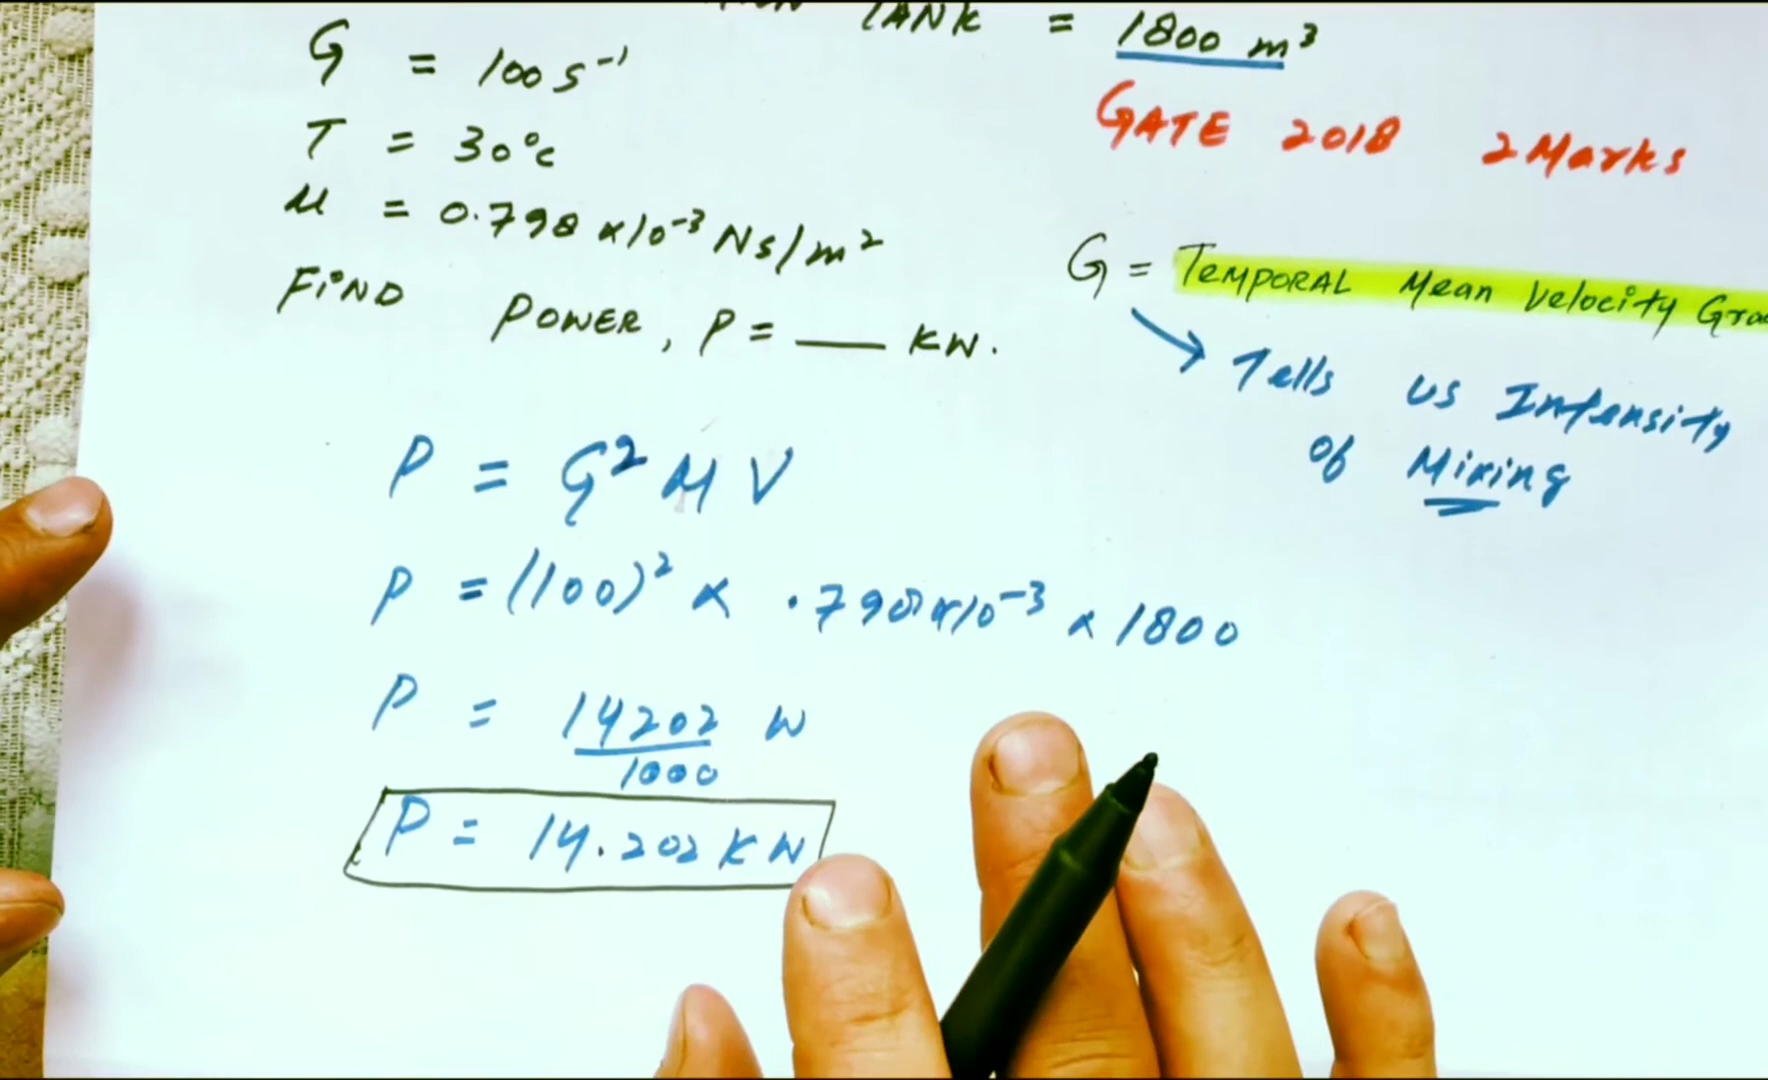 TANK = 1800 m³
G = 100 s⁻¹
GATE 2018 2 Marks
T = 30°c
μ = 0.798 x 10⁻³ Ns/m²
G = TEMPORAL Mean Velocity Gra
FIND POWER, P = ___ KW.
Tells us Intensity
of Mixing
P = G² μ V
P = (100)² x .798 x 10⁻³ x 1800
P = 14202 W
1000
P = 14.202 KW